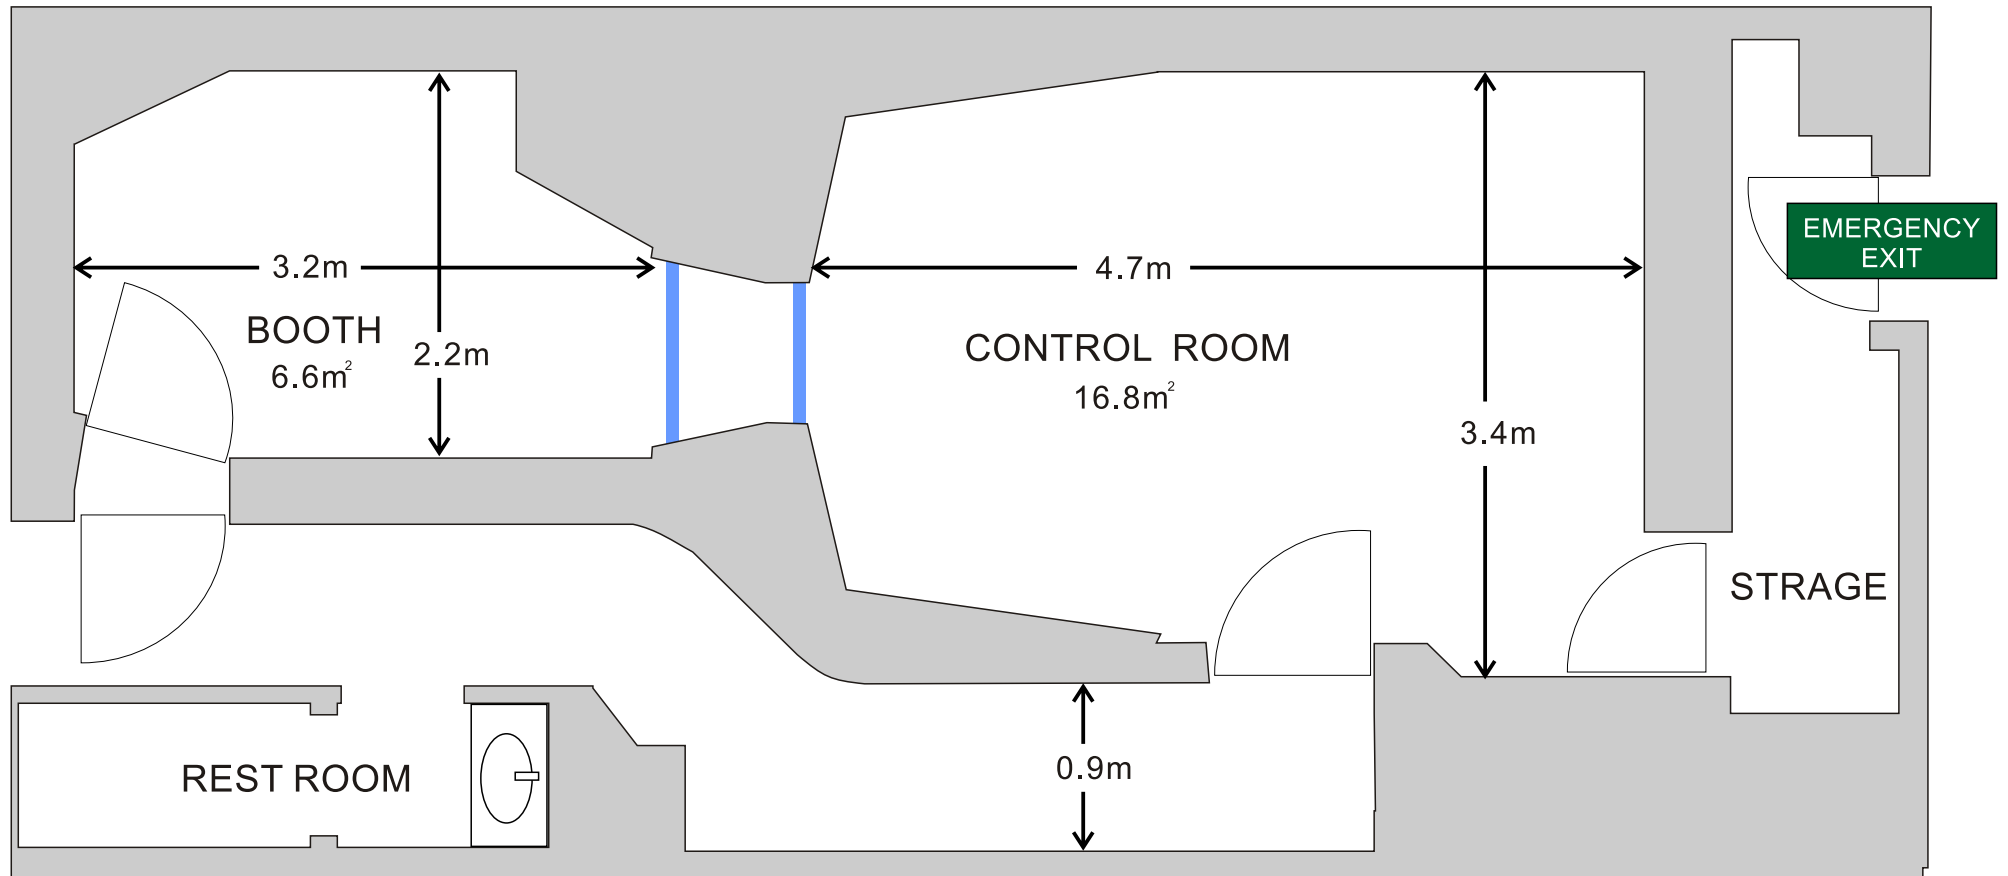 EMERGENCY
EXIT
3.2m
4.7m
BOOTH
6.6m²
2.2m
CONTROL ROOM
16.8m²
3.4m
STRAGE
REST ROOM
0.9m